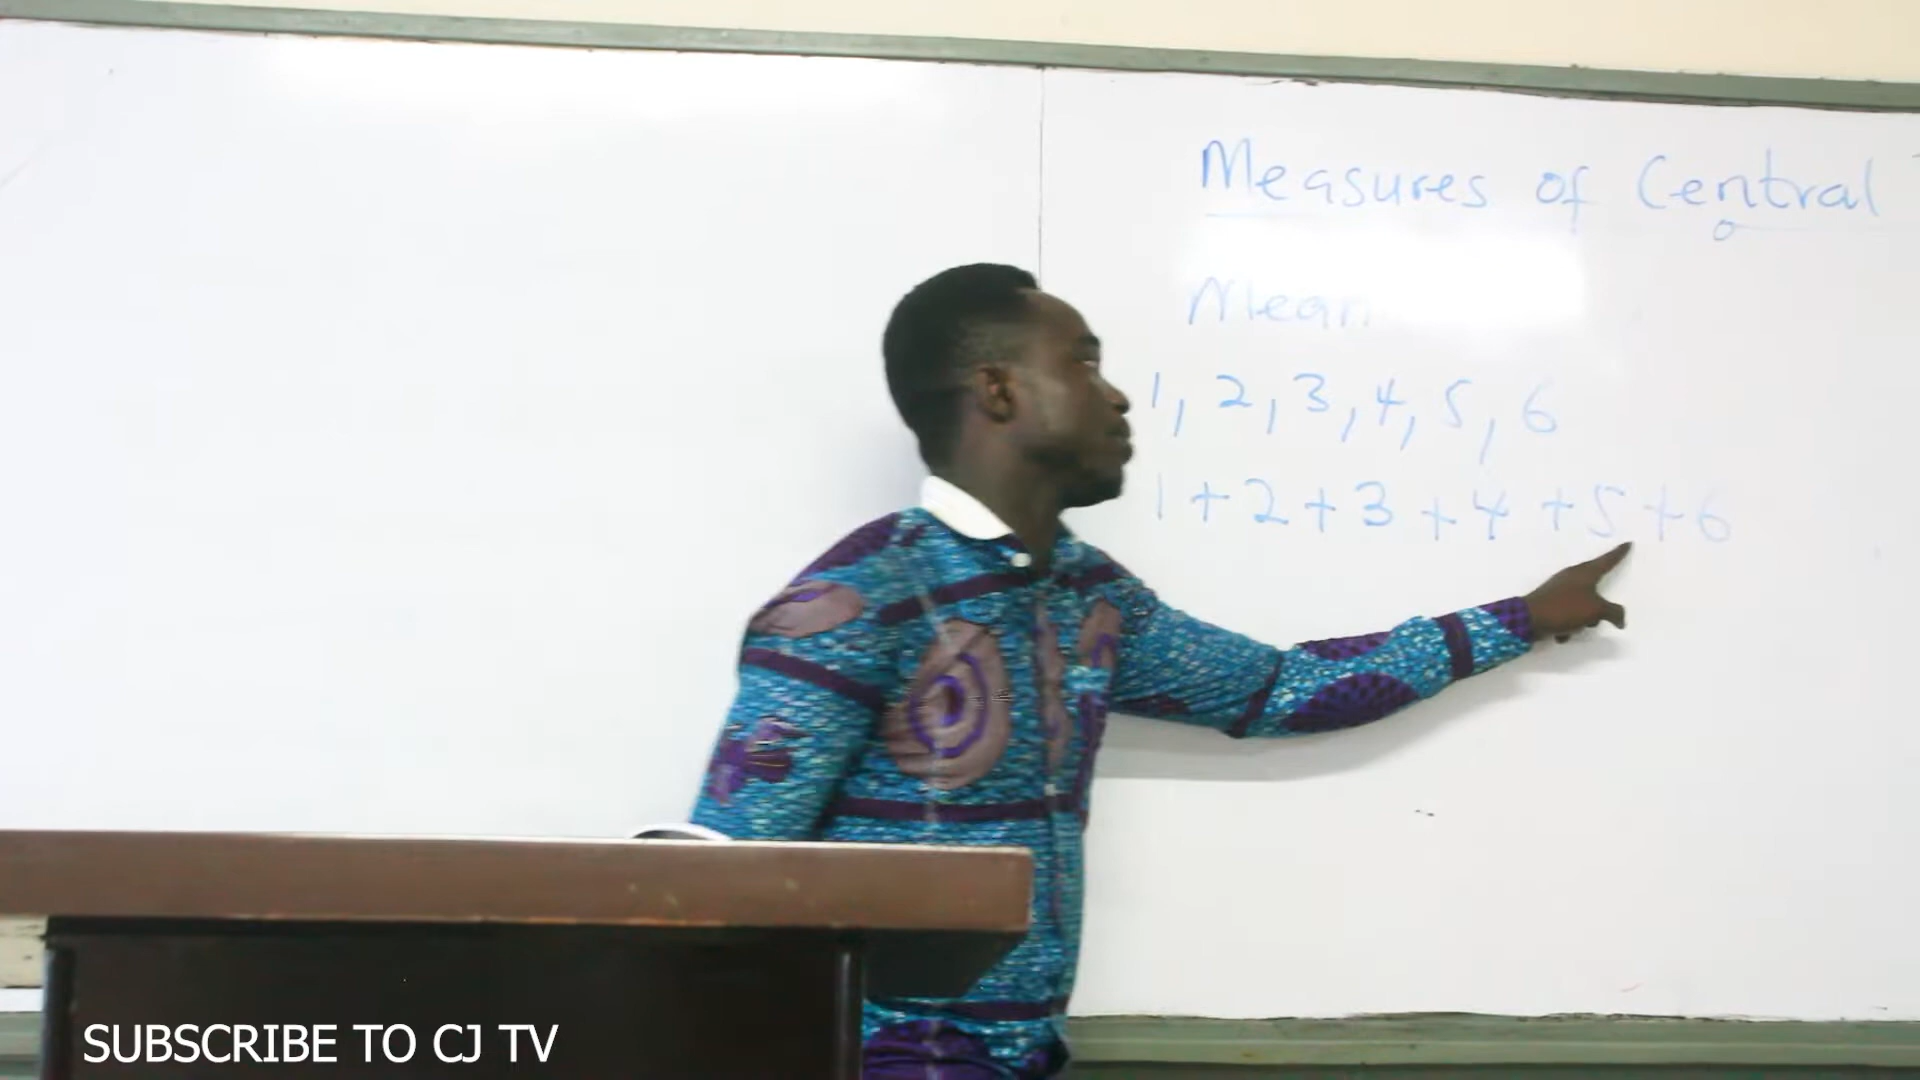 Measures of Central
Mean
1, 2, 3, 4, 5, 6
1 + 2 + 3 + 4 + 5 + 6
SUBSCRIBE TO CJ TV